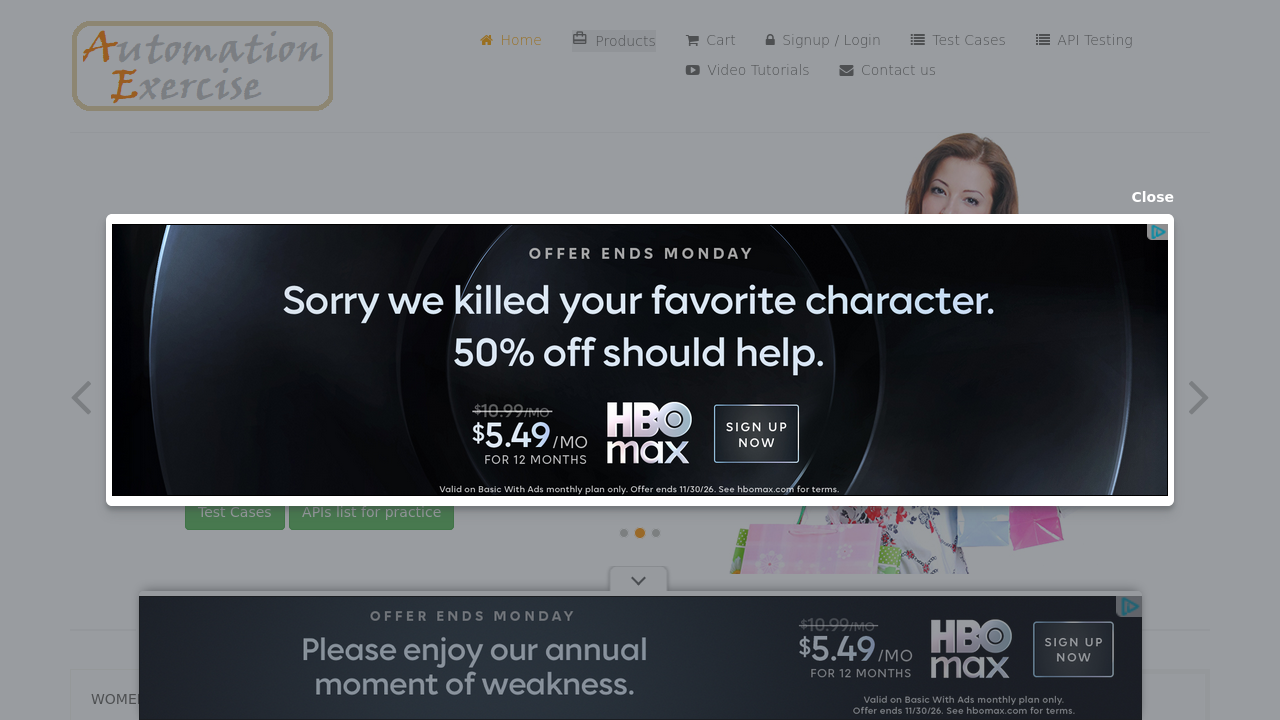 Automation
Exercise
Home
Products
Cart
Signup / Login
Test Cases
API Testing
Video Tutorials
Contact us
Close
OFFER ENDS MONDAY
Sorry we killed your favorite character.
50% off should help.
$10.99/MO
$5.49/MO
FOR 12 MONTHS
HBO
max
SIGN UP
NOW
Valid on Basic With Ads monthly plan only. Offer ends 11/30/26. See hbomax.com for terms.
Test Cases
APIs list for practice
OFFER ENDS MONDAY
Please enjoy our annual
moment of weakness.
$10.99/MO
$5.49/MO
FOR 12 MONTHS
HBO
max
SIGN UP
NOW
Valid on Basic With Ads monthly plan only.
Offer ends 11/30/26. See hbomax.com for terms.